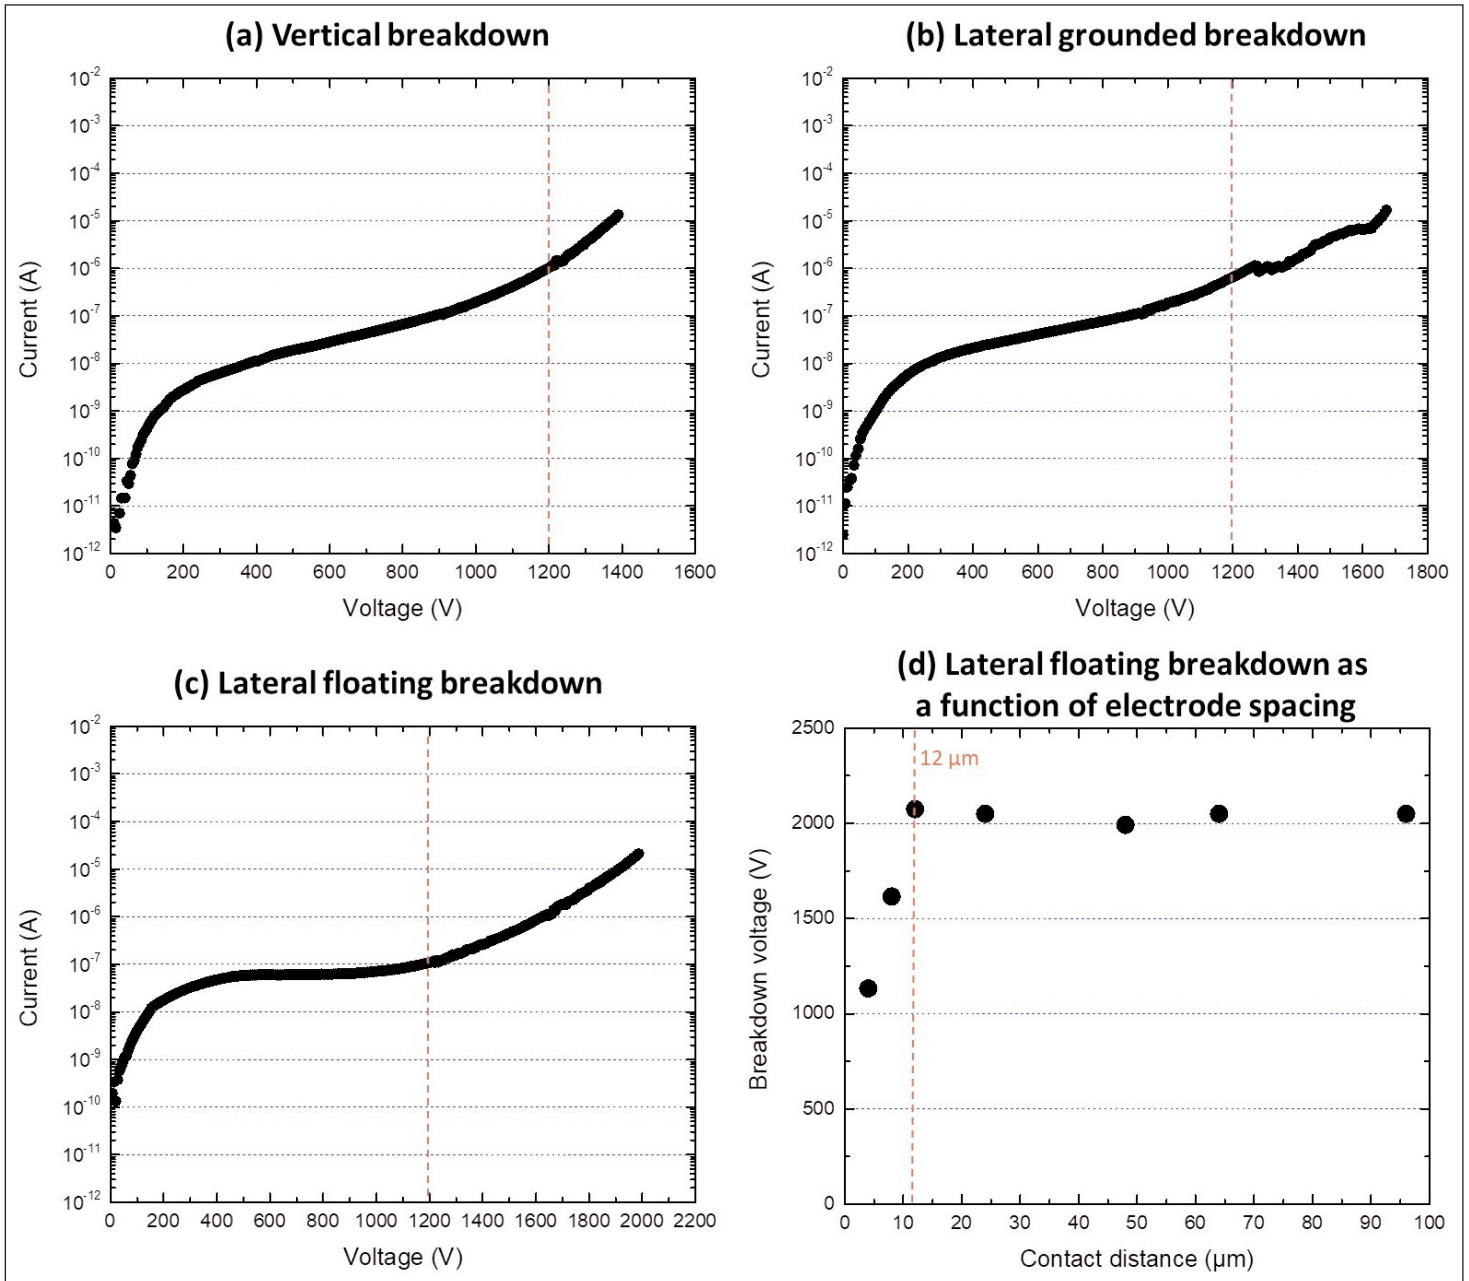 (a) Vertical breakdown
10-2
10-3
10-4
10-5
10-6
10-7
10-8
10-9
10-10
10-11
10-12
Current (A)
0 200 400 600 800 1000 1200 1400 1600
Voltage (V)
(b) Lateral grounded breakdown
10-2
10-3
10-4
10-5
10-6
10-7
10-8
10-9
10-10
10-11
10-12
Current (A)
0 200 400 600 800 1000 1200 1400 1600 1800
Voltage (V)
(c) Lateral floating breakdown
10-2
10-3
10-4
10-5
10-6
10-7
10-8
10-9
10-10
10-11
10-12
Current (A)
0 200 400 600 800 1000 1200 1400 1600 1800 2000 2200
Voltage (V)
(d) Lateral floating breakdown as
a function of electrode spacing
2500
2000
1500
1000
500
0
12 µm
Breakdown voltage (V)
0 10 20 30 40 50 60 70 80 90 100
Contact distance (µm)